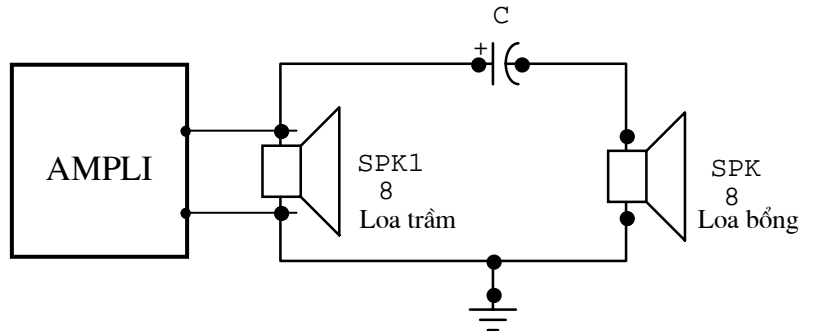 C
+
AMPLI
SPK1
8
Loa trầm
SPK
8
Loa bổng